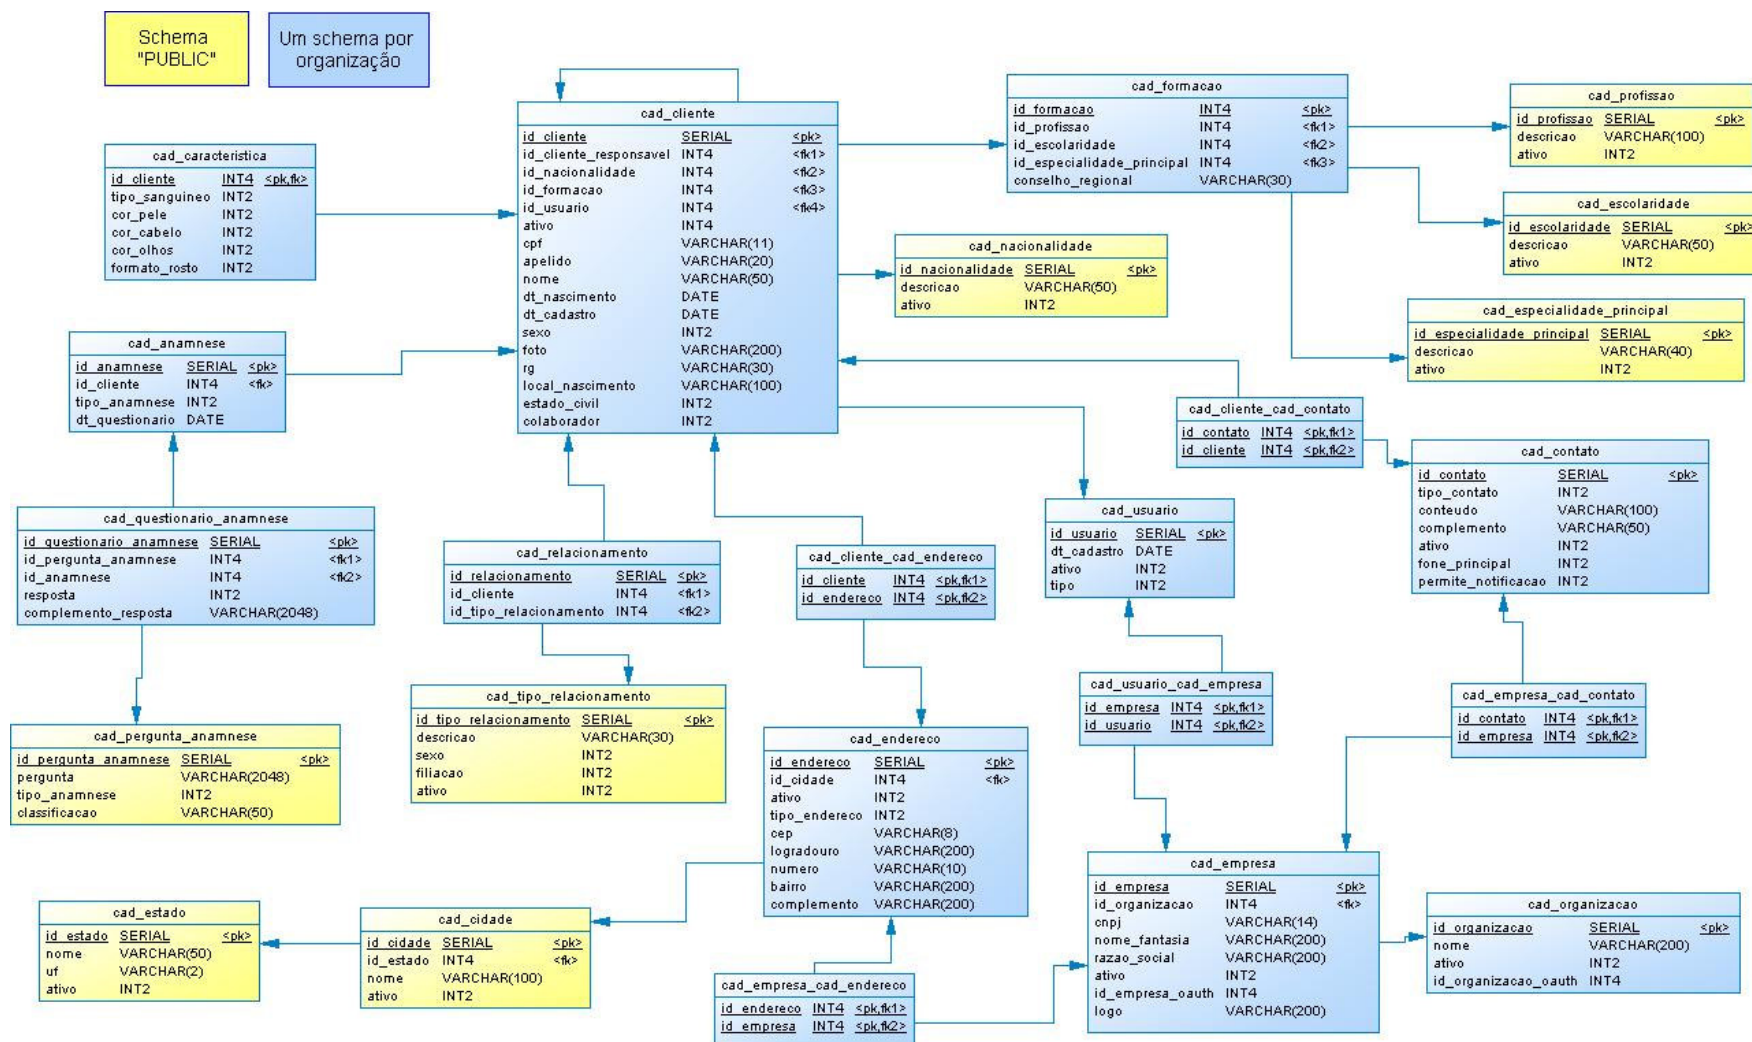 Schema
"PUBLIC"
Um schema por
organização
cad_cliente
id_cliente SERIAL <pk>
id_cliente_responsavel INT4 <fk1>
id_nacionalidade INT4 <fk2>
id_formacao INT4 <fk3>
id_usuario INT4 <fk4>
ativo INT4
cpf VARCHAR(11)
apelido VARCHAR(20)
nome VARCHAR(50)
dt_nascimento DATE
dt_cadastro DATE
sexo INT2
foto VARCHAR(200)
rg VARCHAR(30)
local_nascimento VARCHAR(100)
estado_civil INT2
colaborador INT2
cad_formacao
id_formacao INT4 <pk>
id_profissao INT4 <fk1>
id_escolaridade INT4 <fk2>
id_especialidade_principal INT4 <fk3>
conselho_regional VARCHAR(30)
cad_profissao
id_profissao SERIAL <pk>
descricao VARCHAR(100)
ativo INT2
cad_caracteristica
id_cliente INT4 <pk,fk>
tipo_sanguineo INT2
cor_pele INT2
cor_cabelo INT2
cor_olhos INT2
formato_rosto INT2
cad_escolaridade
id_escolaridade SERIAL <pk>
descricao VARCHAR(50)
ativo INT2
cad_nacionalidade
id_nacionalidade SERIAL <pk>
descricao VARCHAR(50)
ativo INT2
cad_especialidade_principal
id_especialidade_principal SERIAL <pk>
descricao VARCHAR(40)
ativo INT2
cad_anamnese
id_anamnese SERIAL <pk>
id_cliente INT4 <fk>
tipo_anamnese INT2
dt_questionario DATE
cad_cliente_cad_contato
id_contato INT4 <pk,fk1>
id_cliente INT4 <pk,fk2>
cad_contato
id_contato SERIAL <pk>
tipo_contato INT2
conteudo VARCHAR(100)
complemento VARCHAR(50)
ativo INT2
fone_principal INT2
permite_notificacao INT2
cad_questionario_anamnese
id_questionario_anamnese SERIAL <pk>
id_pergunta_anamnese INT4 <fk1>
id_anamnese INT4 <fk2>
resposta INT2
complemento_resposta VARCHAR(2048)
cad_relacionamento
id_relacionamento SERIAL <pk>
id_cliente INT4 <fk1>
id_tipo_relacionamento INT4 <fk2>
cad_cliente_cad_endereco
id_cliente INT4 <pk,fk1>
id_endereco INT4 <pk,fk2>
cad_usuario
id_usuario SERIAL <pk>
dt_cadastro DATE
ativo INT2
tipo INT2
cad_usuario_cad_empresa
id_empresa INT4 <pk,fk1>
id_usuario INT4 <pk,fk2>
cad_empresa_cad_contato
id_contato INT4 <pk,fk1>
id_empresa INT4 <pk,fk2>
cad_pergunta_anamnese
id_pergunta_anamnese SERIAL <pk>
pergunta VARCHAR(2048)
tipo_anamnese INT2
classificacao VARCHAR(50)
cad_tipo_relacionamento
id_tipo_relacionamento SERIAL <pk>
descricao VARCHAR(30)
sexo INT2
filiacao INT2
ativo INT2
cad_endereco
id_endereco SERIAL <pk>
id_cidade INT4 <fk>
ativo INT2
tipo_endereco INT2
cep VARCHAR(8)
logradouro VARCHAR(200)
numero VARCHAR(10)
bairro VARCHAR(200)
complemento VARCHAR(200)
cad_empresa
id_empresa SERIAL <pk>
id_organizacao INT4 <fk>
cnpj VARCHAR(14)
nome_fantasia VARCHAR(200)
razao_social VARCHAR(200)
ativo INT2
id_empresa_oauth INT4
logo VARCHAR(200)
cad_organizacao
id_organizacao SERIAL <pk>
nome VARCHAR(200)
ativo INT2
id_organizacao_oauth INT4
cad_estado
id_estado SERIAL <pk>
nome VARCHAR(50)
uf VARCHAR(2)
ativo INT2
cad_cidade
id_cidade SERIAL <pk>
id_estado INT4 <fk>
nome VARCHAR(100)
ativo INT2
cad_empresa_cad_endereco
id_endereco INT4 <pk,fk1>
id_empresa INT4 <pk,fk2>